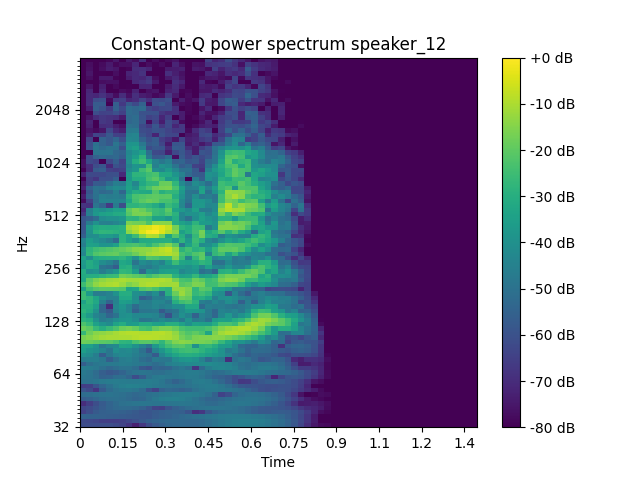 Constant-Q power spectrum speaker_12
Hz
2048
1024
512
256
128
64
32
0 0.15 0.3 0.45 0.6 0.75 0.9 1.1 1.2 1.4
Time
+0 dB
-10 dB
-20 dB
-30 dB
-40 dB
-50 dB
-60 dB
-70 dB
-80 dB